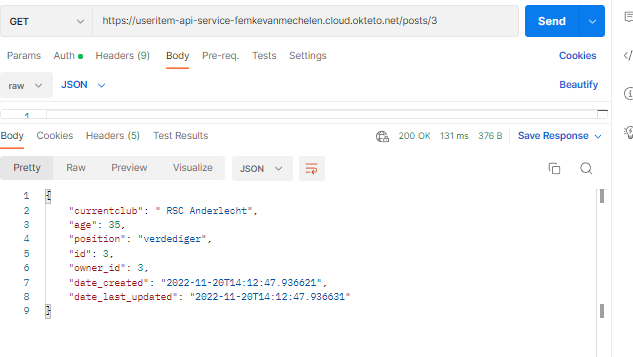 GET https://useritem-api-service-femkevanmechelen.cloud.okteto.net/posts/3 Send
Params Auth Headers (9) Body Pre-req. Tests Settings Cookies
raw JSON Beautify
1
Body Cookies Headers (5) Test Results 200 OK 131 ms 376 B Save Response
Pretty Raw Preview Visualize JSON
1 {
2 "currentclub": " RSC Anderlecht",
3 "age": 35,
4 "position": "verdediger",
5 "id": 3,
6 "owner_id": 3,
7 "date_created": "2022-11-20T14:12:47.936621",
8 "date_last_updated": "2022-11-20T14:12:47.936631"
9 }